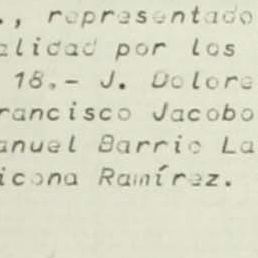 ., representado
alidad por los
18.- J. Dolore
rancisco Jacobo
anuel Barrio La
icona Ramírez.